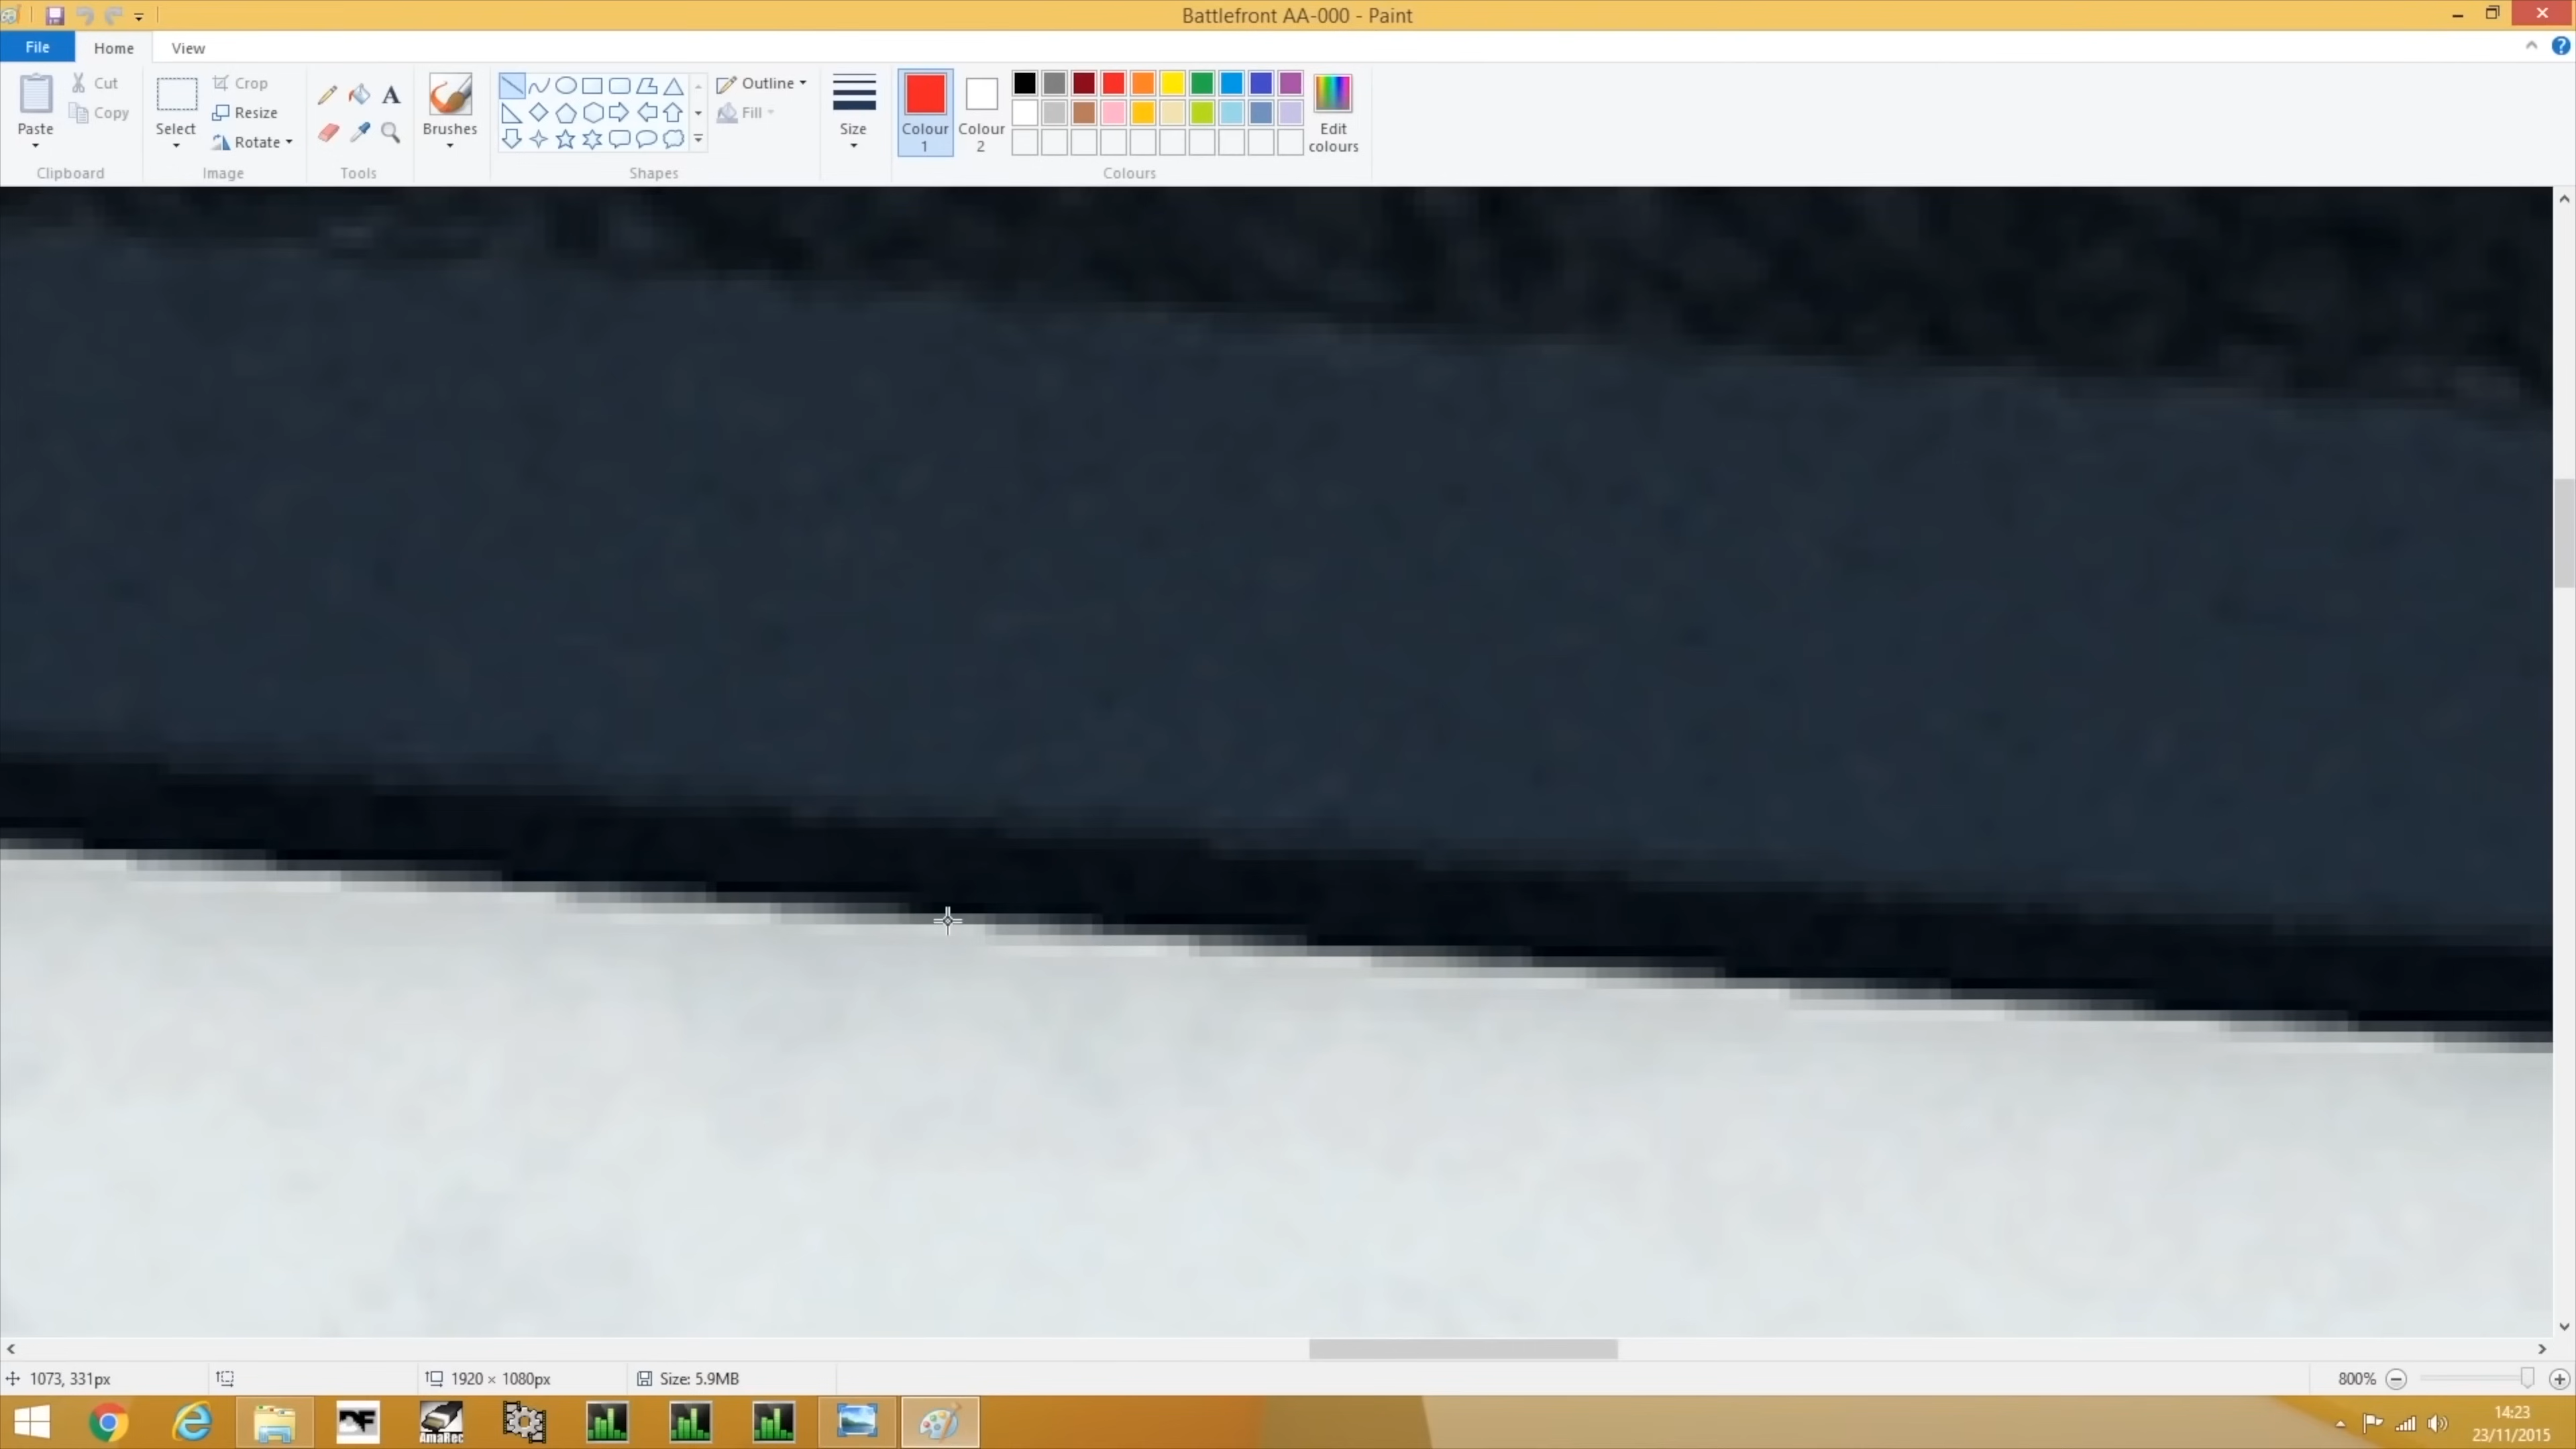 Battlefront AA-000 - Paint
File Home View
Paste Cut Copy Clipboard
Select Crop Resize Rotate Image
A Tools
Brushes
Outline Fill Shapes
Size
Colour 1 Colour 2 Edit colours Colours
1073, 331px 1920 × 1080px Size: 5.9MB 800%
DF AmaRec 14:23
23/11/2015